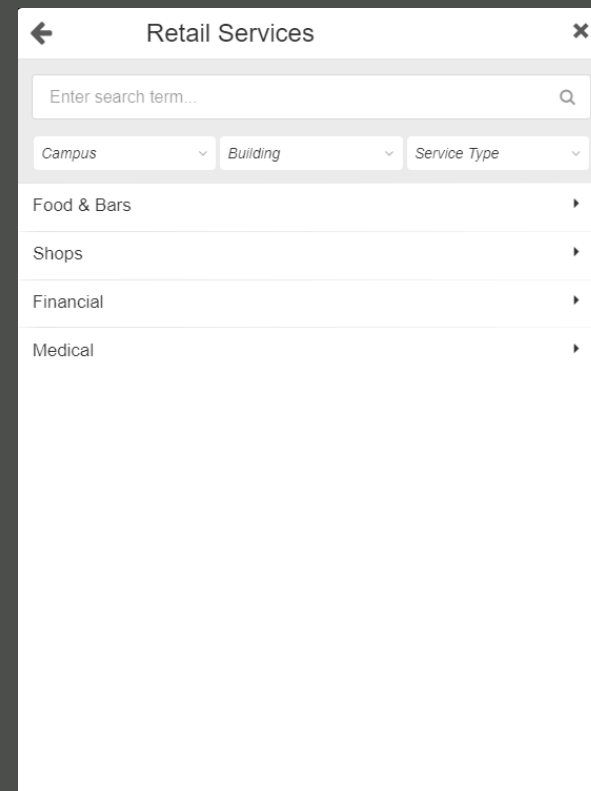 Retail Services
Enter search term...
Campus Building Service Type
Food & Bars
Shops
Financial
Medical